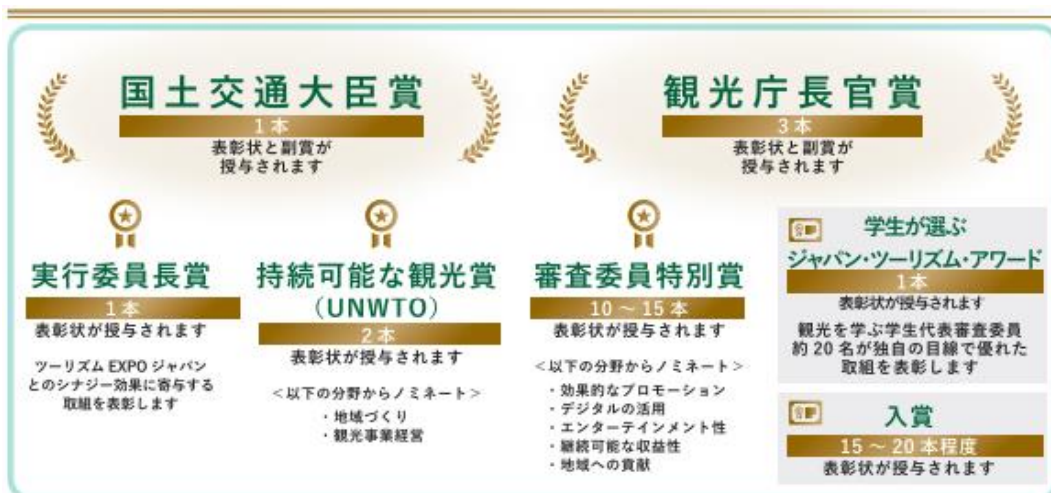 国土交通大臣賞
1本
表彰状と副賞が
授与されます
観光庁長官賞
3本
表彰状と副賞が
授与されます
実行委員長賞
1本
表彰状が授与されます
ツーリズム EXPO ジャパン
とのシナジー効果に寄与する
取組を表彰します
持続可能な観光賞
(UNWTO)
2本
表彰状が授与されます
＜以下の分野からノミネート＞
・地域づくり
・観光事業経営
審査委員特別賞
10 ～ 15 本
表彰状が授与されます
＜以下の分野からノミネート＞
・効果的なプロモーション
・デジタルの活用
・エンターテインメント性
・継続可能な収益性
・地域への貢献
学生が選ぶ
ジャパン・ツーリズム・アワード
1本
表彰状が授与されます
観光を学ぶ学生代表審査委員
約 20 名が独自の目線で優れた
取組を表彰します
入賞
15 ～ 20 本程度
表彰状が授与されます